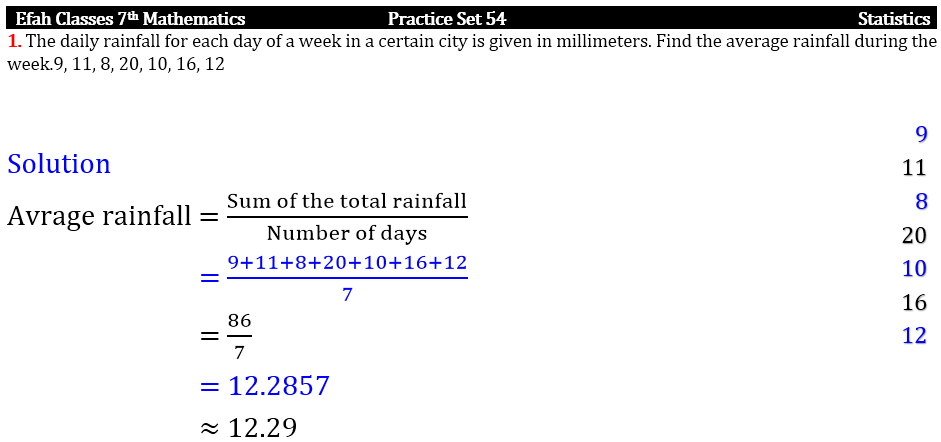 Efah Classes 7th Mathematics Practice Set 54 Statistics
1. The daily rainfall for each day of a week in a certain city is given in millimeters. Find the average rainfall during the
week.9, 11, 8, 20, 10, 16, 12
Solution
Avrage rainfall = Sum of the total rainfall / Number of days
= 9+11+8+20+10+16+12 / 7
= 86 / 7
= 12.2857
≈ 12.29
9
11
8
20
10
16
12